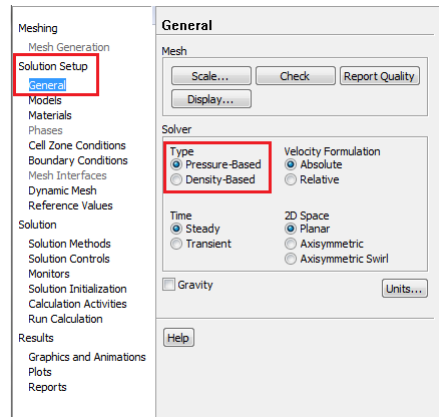 Meshing
Mesh Generation
Solution Setup
General
Models
Materials
Phases
Cell Zone Conditions
Boundary Conditions
Mesh Interfaces
Dynamic Mesh
Reference Values
Solution
Solution Methods
Solution Controls
Monitors
Solution Initialization
Calculation Activities
Run Calculation
Results
Graphics and Animations
Plots
Reports
General
Mesh
Scale... Check Report Quality
Display...
Solver
Type Velocity Formulation
Pressure-Based Absolute
Density-Based Relative
Time 2D Space
Steady Planar
Transient Axisymmetric
Axisymmetric Swirl
Gravity Units...
Help